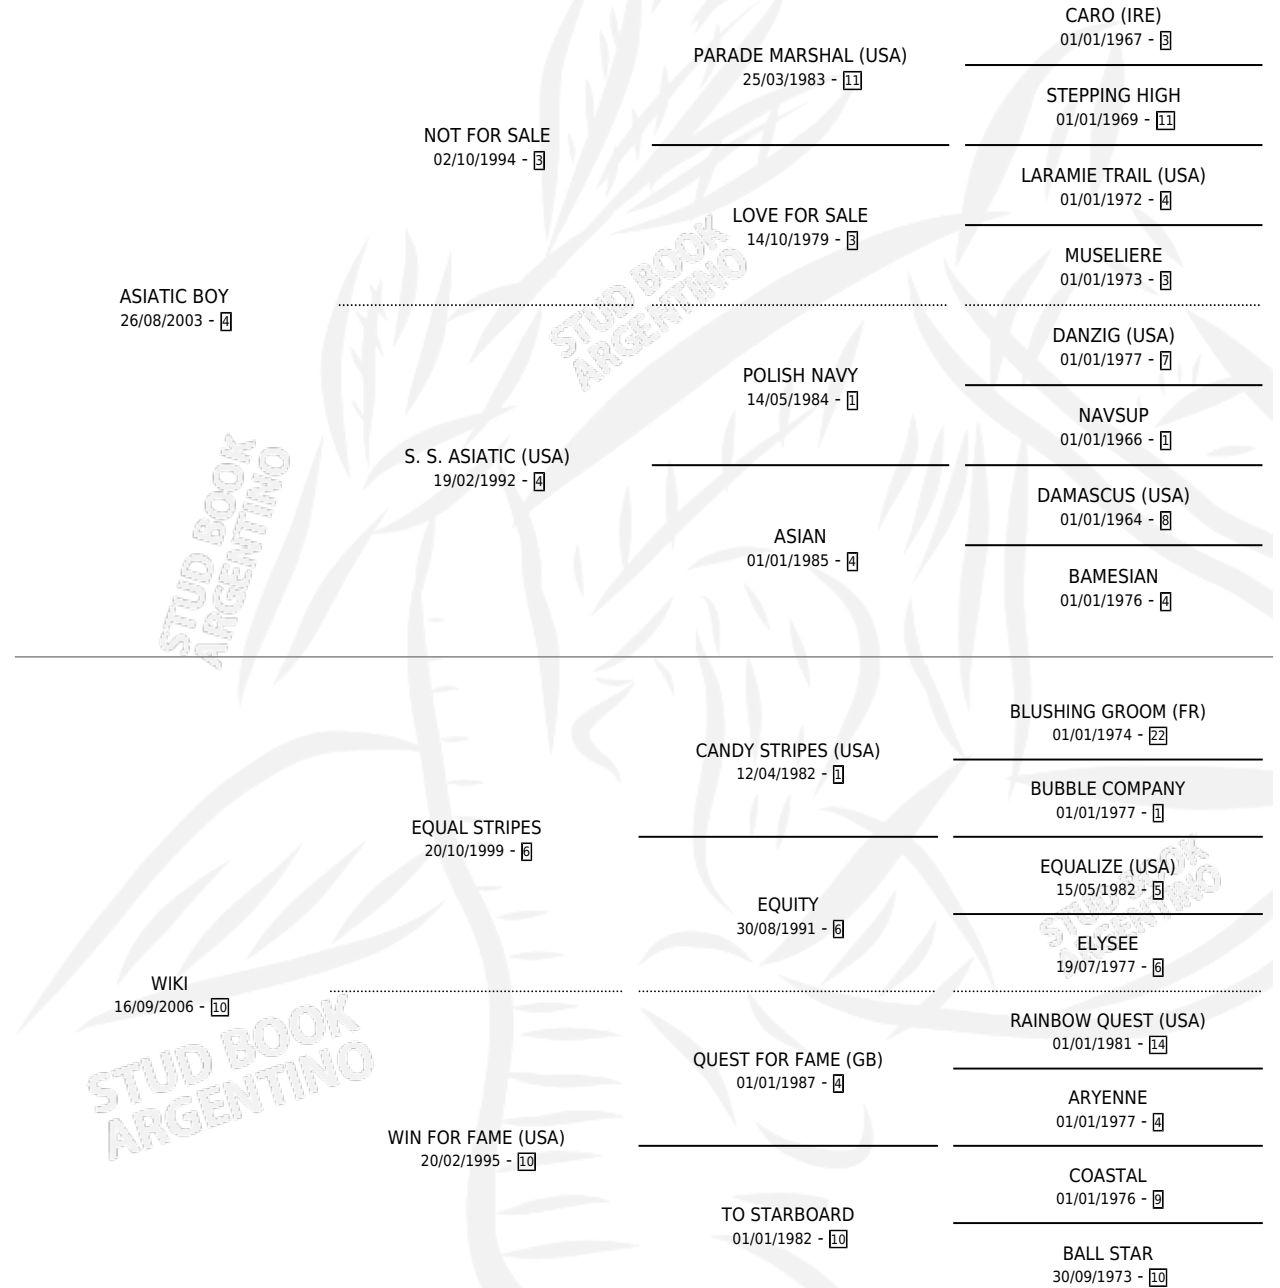 CARO (IRE)
01/01/1967 - 3
PARADE MARSHAL (USA)
25/03/1983 - 11
STEPPING HIGH
01/01/1969 - 11
NOT FOR SALE
02/10/1994 - 3
LARAMIE TRAIL (USA)
01/01/1972 - 4
LOVE FOR SALE
14/10/1979 - 3
MUSELIERE
01/01/1973 - 3
ASIATIC BOY
26/08/2003 - 4
STUD BOOK
ARGENTINO
DANZIG (USA)
01/01/1977 - 7
POLISH NAVY
14/05/1984 - 1
NAVSUP
01/01/1966 - 1
S. S. ASIATIC (USA)
19/02/1992 - 4
DAMASCUS (USA)
01/01/1964 - 8
ASIAN
01/01/1985 - 4
BAMESIAN
01/01/1976 - 4
STUD BOOK
ARGENTINO
BLUSHING GROOM (FR)
01/01/1974 - 22
CANDY STRIPES (USA)
12/04/1982 - 1
BUBBLE COMPANY
01/01/1977 - 1
EQUAL STRIPES
20/10/1999 - 6
EQUALIZE (USA)
15/05/1982 - 5
EQUITY
30/08/1991 - 6
ELYSEE
19/07/1977 - 6
STUD BOOK
ARGENTINO
WIKI
16/09/2006 - 10
RAINBOW QUEST (USA)
01/01/1981 - 14
QUEST FOR FAME (GB)
01/01/1987 - 4
ARYENNE
01/01/1977 - 4
STUD BOOK
ARGENTINO
WIN FOR FAME (USA)
20/02/1995 - 10
COASTAL
01/01/1976 - 9
TO STARBOARD
01/01/1982 - 10
BALL STAR
30/09/1973 - 10